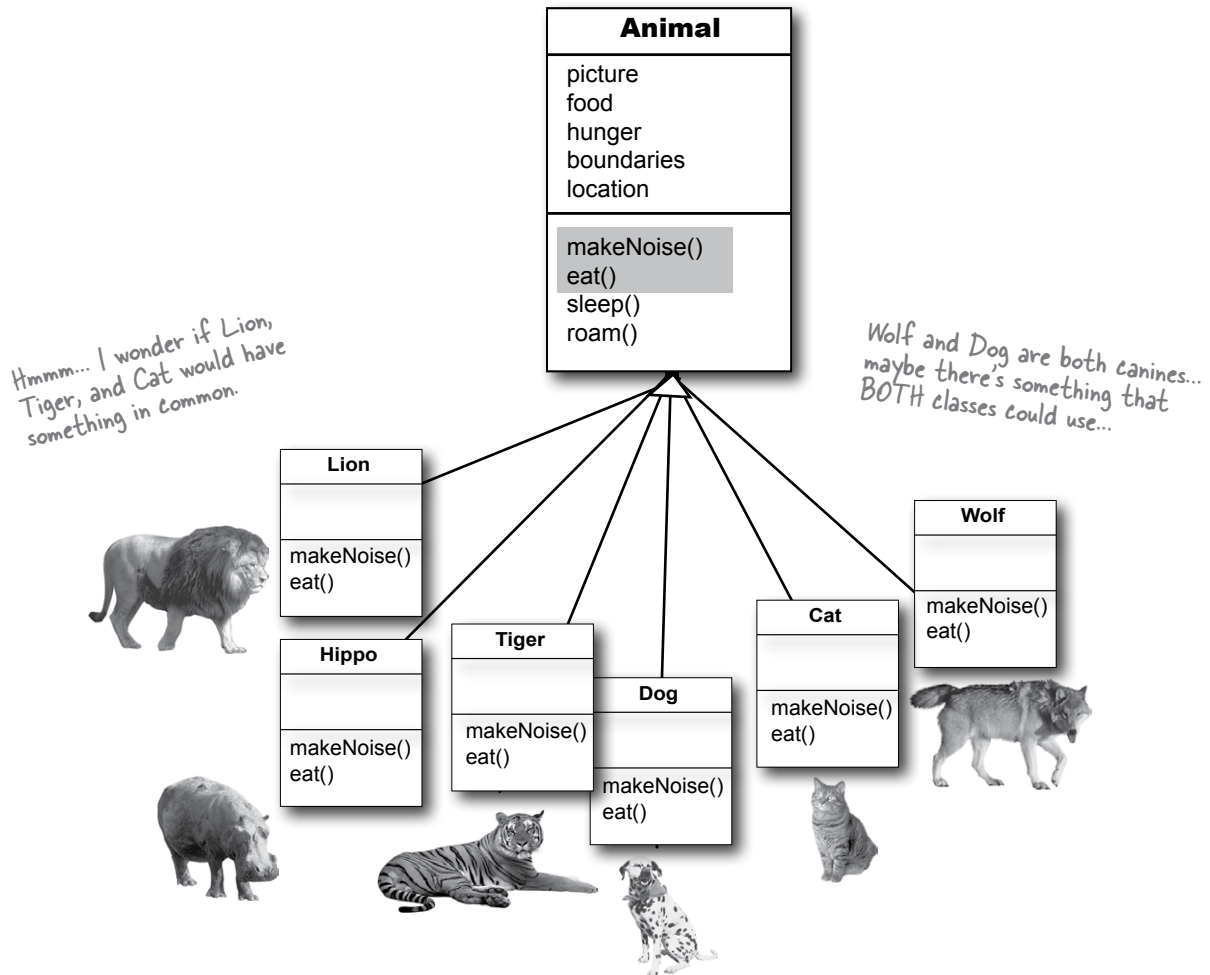 Animal
picture
food
hunger
boundaries
location
makeNoise()
eat()
sleep()
roam()
Hmmm... I wonder if Lion,
Tiger, and Cat would have
something in common.
Wolf and Dog are both canines...
maybe there's something that
BOTH classes could use...
Lion
makeNoise()
eat()
Hippo
makeNoise()
eat()
Tiger
makeNoise()
eat()
Dog
makeNoise()
eat()
Cat
makeNoise()
eat()
Wolf
makeNoise()
eat()